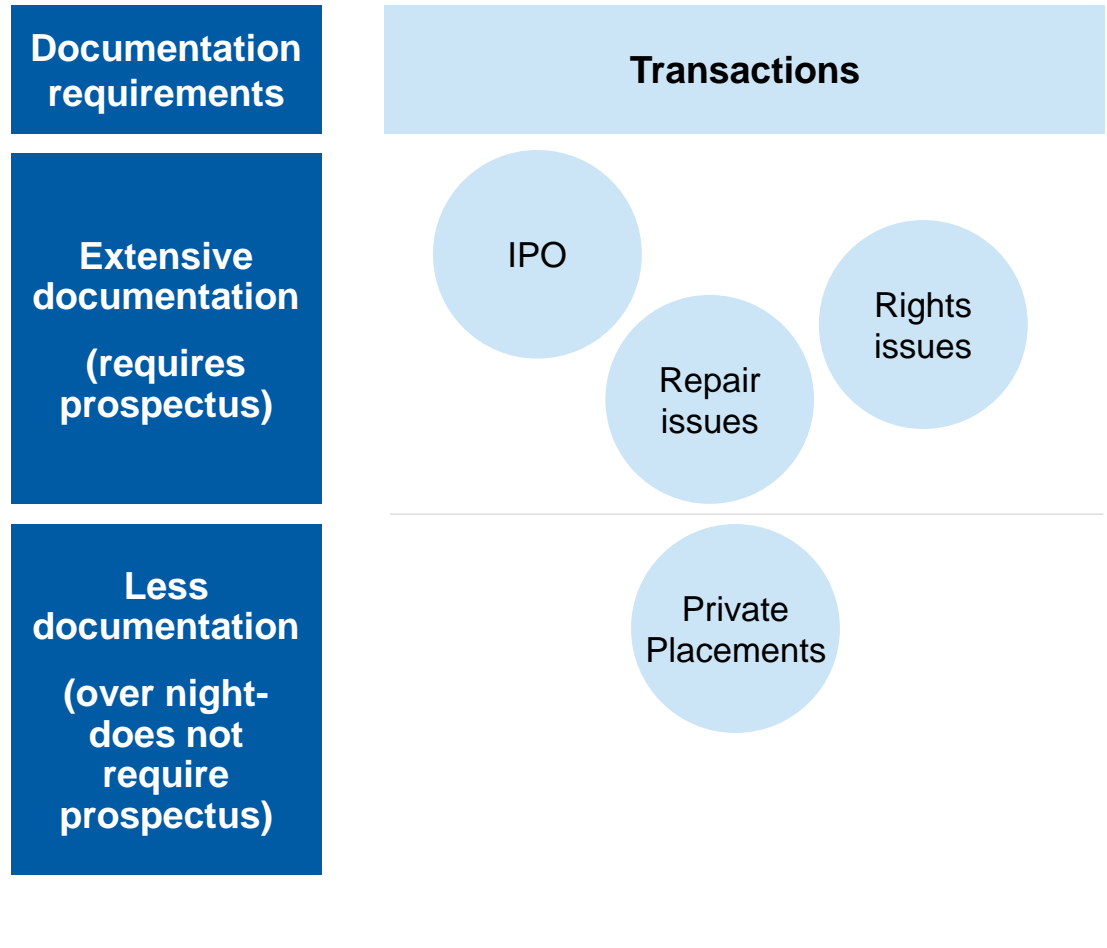 Documentation
requirements
Transactions
Extensive
documentation
(requires
prospectus)
IPO
Repair
issues
Rights
issues
Less
documentation
(over night-
does not
require
prospectus)
Private
Placements